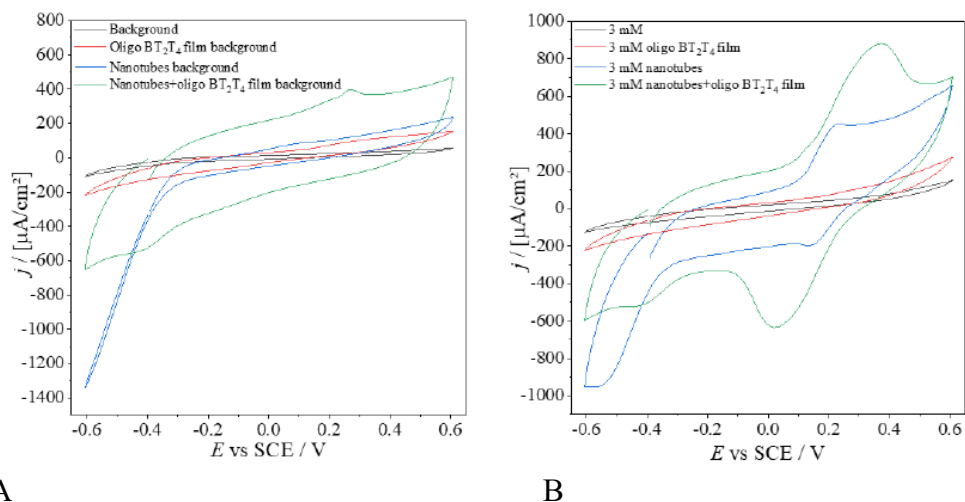 Background
Oligo BT₂T₄ film background
Nanotubes background
Nanotubes+oligo BT₂T₄ film background
400
200
0
-200
-400
-600
-800
-1000
-1200
-1400
j / [µA/cm²]
-0.6 -0.4 -0.2 0.0 0.2 0.4 0.6
E vs SCE / V
A
3 mM
3 mM oligo BT₂T₄ film
3 mM nanotubes
3 mM nanotubes+oligo BT₂T₄ film
1000
800
600
400
200
0
-200
-400
-600
-800
-1000
j / [µA/cm²]
-0.6 -0.4 -0.2 0.0 0.2 0.4 0.6
E vs SCE / V
B